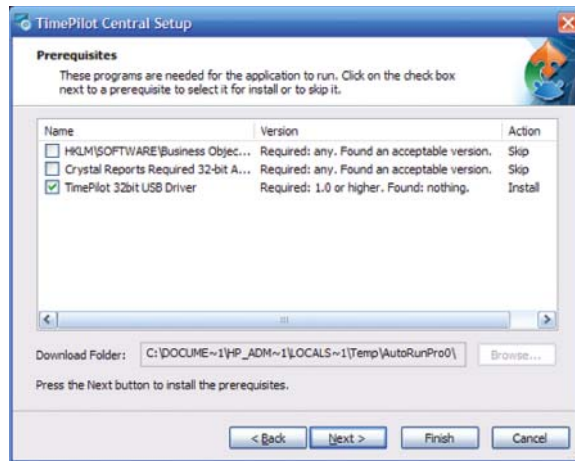 TimePilot Central Setup
Prerequisites
These programs are needed for the application to run. Click on the check box
next to a prerequisite to select it for install or to skip it.
Name Version Action
HKLM\SOFTWARE\Business Objec... Required: any. Found an acceptable version. Skip
Crystal Reports Required 32-bit A... Required: any. Found an acceptable version. Skip
TimePilot 32bit USB Driver Required: 1.0 or higher. Found: nothing. Install
Download Folder: C:\DOCUME~1\HP_ADM~1\LOCALS~1\Temp\AutoRunPro0\ Browse...
Press the Next button to install the prerequisites.
< Back Next > Finish Cancel